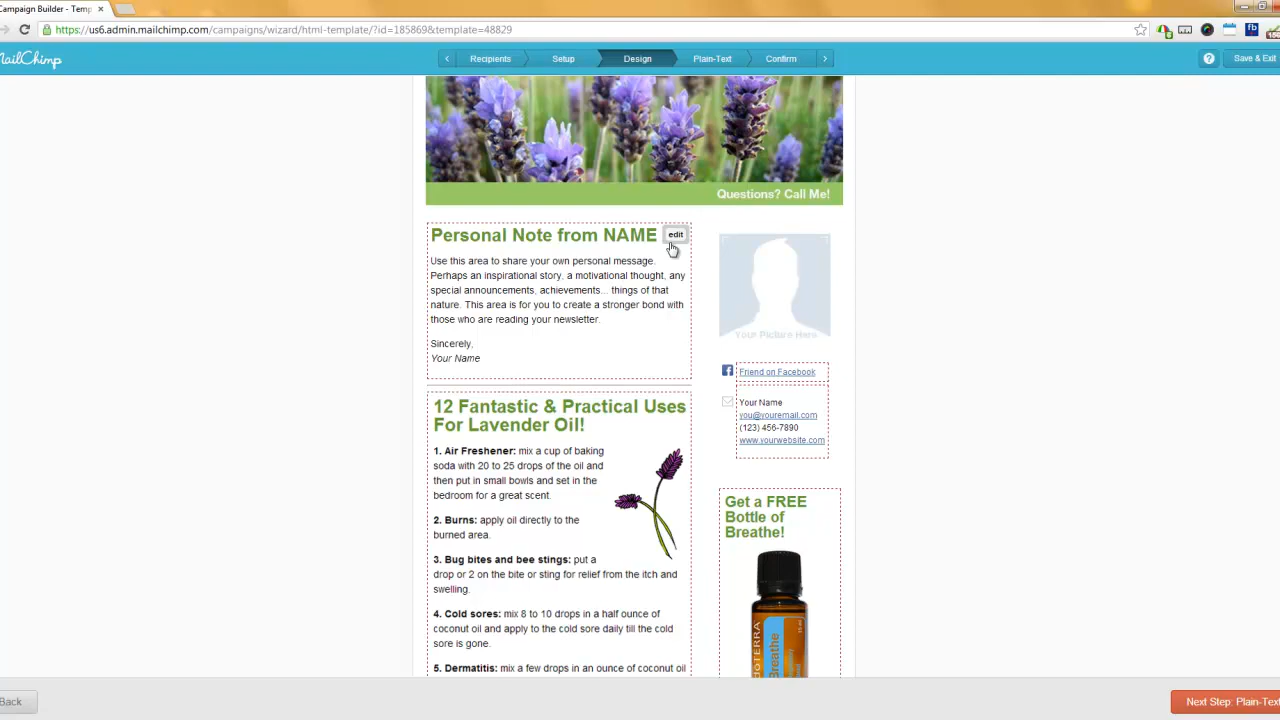 Campaign Builder - Temp
https://us6.admin.mailchimp.com/campaigns/wizard/html-template/?id=185869&template=48829
MailChimp
Recipients
Setup
Design
Plain-Text
Confirm
?
Save & Exit
Questions? Call Me!
Personal Note from NAME
edit
Use this area to share your own personal message.
Perhaps an inspirational story, a motivational thought, any
special announcements, achievements... things of that
nature. This area is for you to create a stronger bond with
those who are reading your newsletter.
Sincerely,
Your Name
Your Picture Here
Friend on Facebook
Your Name
you@youremail.com
(123) 456-7890
www.yourwebsite.com
12 Fantastic & Practical Uses
For Lavender Oil!
1. Air Freshener: mix a cup of baking
soda with 20 to 25 drops of the oil and
then put in small bowls and set in the
bedroom for a great scent.
2. Burns: apply oil directly to the
burned area.
3. Bug bites and bee stings: put a
drop or 2 on the bite or sting for relief from the itch and
swelling.
4. Cold sores: mix 8 to 10 drops in a half ounce of
coconut oil and apply to the cold sore daily till the cold
sore is gone.
5. Dermatitis: mix a few drops in an ounce of coconut oil
Get a FREE
Bottle of
Breathe!
doTERRA
Breathe
Back
Next Step: Plain-Text